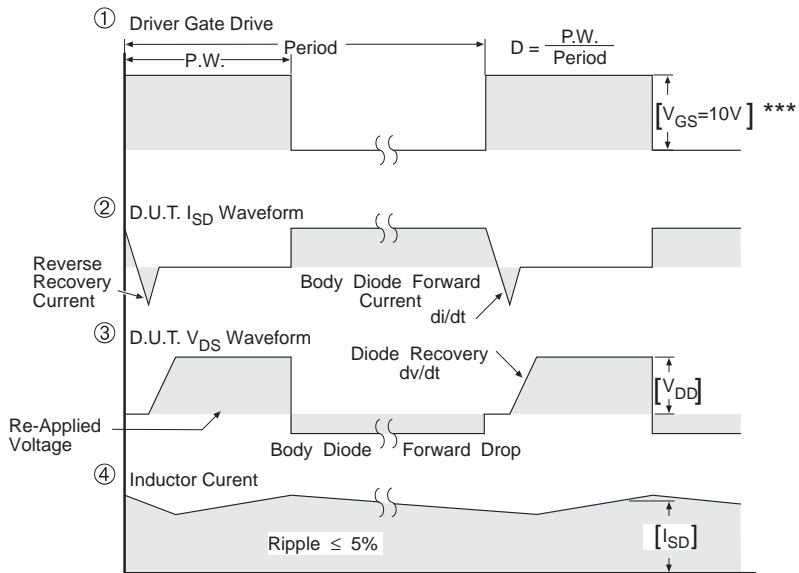 ① Driver Gate Drive
Period
P.W.
D = P.W. / Period
[VGS=10V] ***
② D.U.T. ISD Waveform
Reverse
Recovery
Current
Body Diode Forward
Current
di/dt
③ D.U.T. VDS Waveform
Diode Recovery
dv/dt
[VDD]
Re-Applied
Voltage
Body Diode Forward Drop
④ Inductor Curent
Ripple ≤ 5%
[ISD]